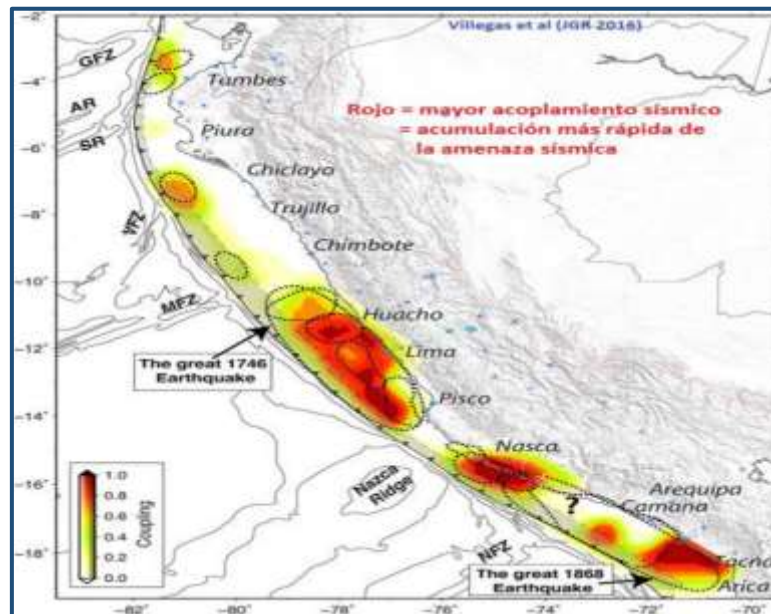 Villegas et al (JGR 2016)
Rojo = mayor acoplamiento sísmico
= acumulación más rápida de
la amenaza sísmica
GFZ
AR
SR
VFZ
MFZ
Tumbes
Piura
Chiclayo
Trujillo
Chimbote
Huacho
Lima
Pisco
The great 1746
Earthquake
Nasca
Nazca
Ridge
Arequipa
Camana
?
NFZ
Tacna
Arica
The great 1868
Earthquake
Coupling
1.0
0.8
0.6
0.4
0.2
0.0
−2
−4
−6
−8
−10
−12
−14
−16
−18
−82
−80
−78
−76
−74
−72
−70